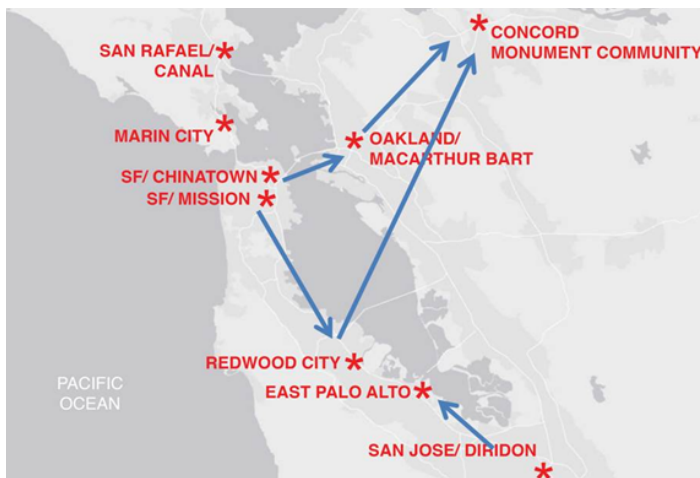 SAN RAFAEL/
CANAL
CONCORD
MONUMENT COMMUNITY
MARIN CITY
OAKLAND/
MACARTHUR BART
SF/ CHINATOWN
SF/ MISSION
REDWOOD CITY
EAST PALO ALTO
PACIFIC
OCEAN
SAN JOSE/ DIRIDON